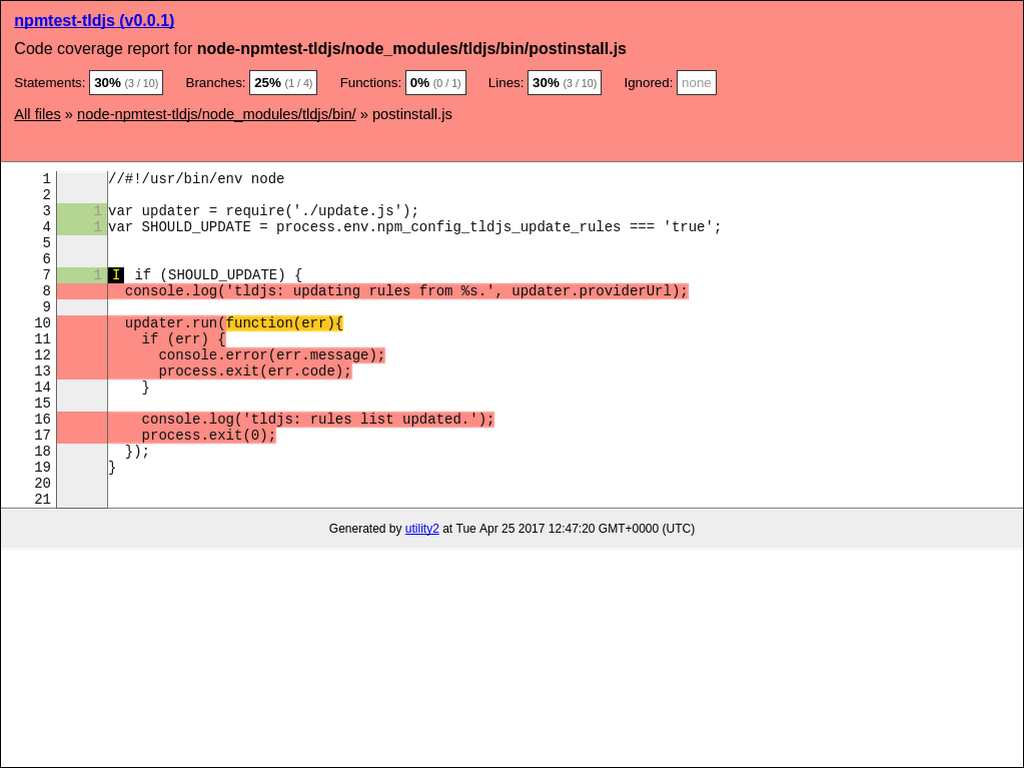 npmtest-tldjs (v0.0.1)
Code coverage report for node-npmtest-tldjs/node_modules/tldjs/bin/postinstall.js
Statements: 30% (3 / 10) Branches: 25% (1 / 4) Functions: 0% (0 / 1) Lines: 30% (3 / 10) Ignored: none
All files » node-npmtest-tldjs/node_modules/tldjs/bin/ » postinstall.js
1 //#!/usr/bin/env node
2
3 1 var updater = require('./update.js');
4 1 var SHOULD_UPDATE = process.env.npm_config_tldjs_update_rules === 'true';
5
6
7 1 I if (SHOULD_UPDATE) {
8   console.log('tldjs: updating rules from %s.', updater.providerUrl);
9
10   updater.run(function(err){
11     if (err) {
12       console.error(err.message);
13       process.exit(err.code);
14     }
15
16     console.log('tldjs: rules list updated.');
17     process.exit(0);
18   });
19 }
20
21
Generated by utility2 at Tue Apr 25 2017 12:47:20 GMT+0000 (UTC)